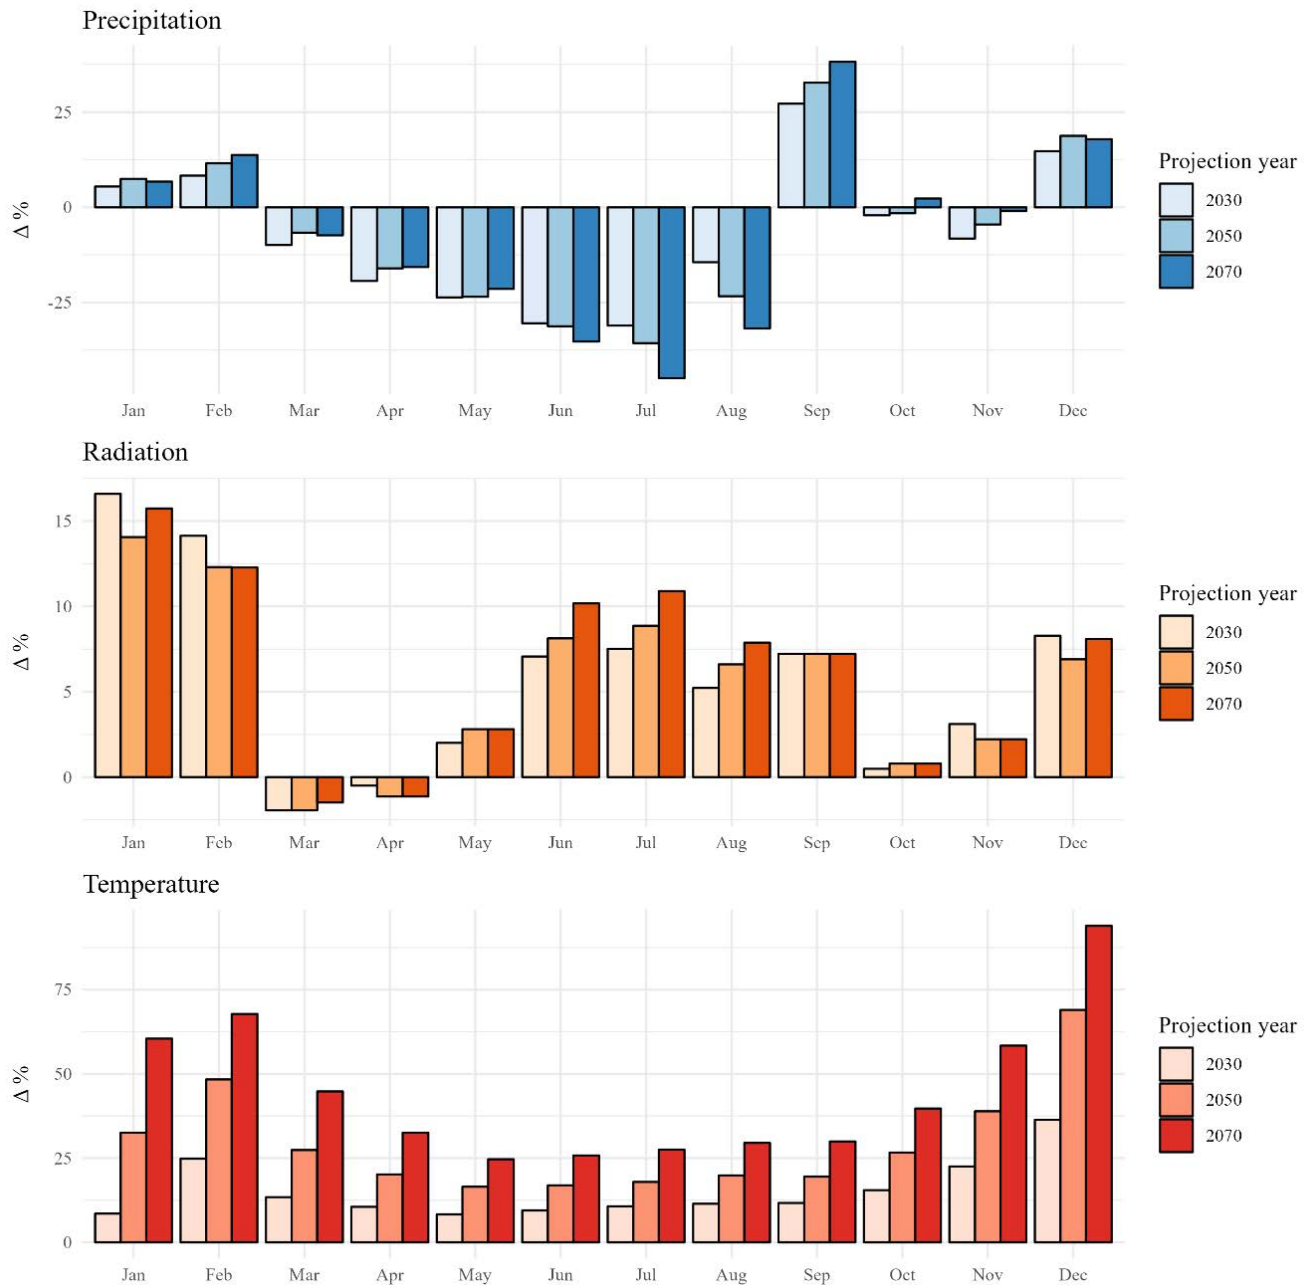 Precipitation
25
0
-25
Δ %
Jan Feb Mar Apr May Jun Jul Aug Sep Oct Nov Dec
Projection year
2030
2050
2070
Radiation
15
10
5
0
Δ %
Jan Feb Mar Apr May Jun Jul Aug Sep Oct Nov Dec
Projection year
2030
2050
2070
Temperature
75
50
25
0
Δ %
Jan Feb Mar Apr May Jun Jul Aug Sep Oct Nov Dec
Projection year
2030
2050
2070